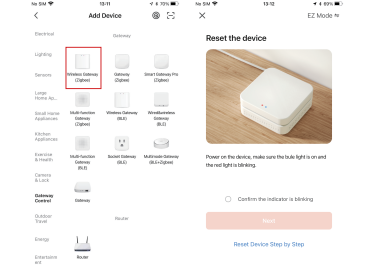 No SIM
13:11
70%
Add Device
Electrical
Lighting
Sensors
Large
Home Ap...
Small Home
Appliances
Kitchen
Appliances
Exercise
& Health
Camera
& Lock
Gateway
Control
Outdoor
Travel
Energy
Entertainm
ent
Gateway
Wireless Gateway
(Zigbee)
Gateway
(Zigbee)
Smart Gateway Pro
(Zigbee)
Multi-function
Gateway
(Zigbee)
Wireless Gateway
(BLE)
Wired&wireless
Gateway
(BLE)
Multi-function
Gateway
(BLE)
Socket Gateway
(BLE)
Multimode Gateway
(BLE+Zigbee)
Gateway
Router
Router
No SIM
13:12
69%
EZ Mode
Reset the device
Power on the device, make sure the bule light is on and
the red light is blinking.
Confirm the indicator is blinking
Next
Reset Device Step by Step